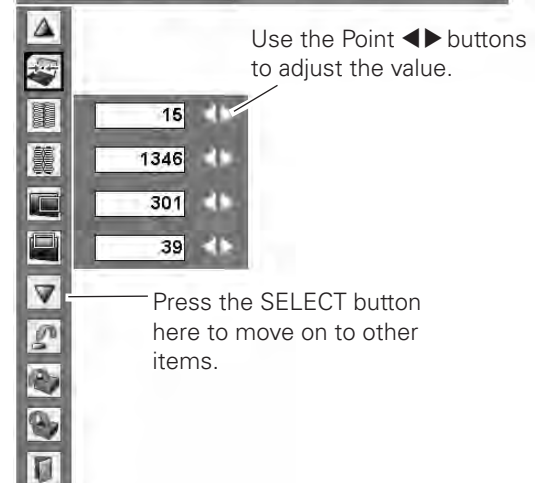 Use the Point ◀▶ buttons
to adjust the value.
15
1346
301
39
Press the SELECT button
here to move on to other
items.